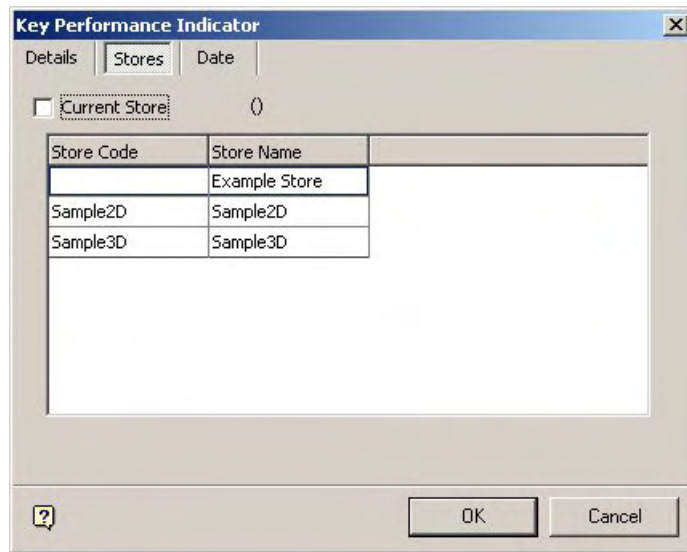 Key Performance Indicator
Details Stores Date
Current Store ()
Store Code Store Name
Example Store
Sample2D Sample2D
Sample3D Sample3D
? OK Cancel